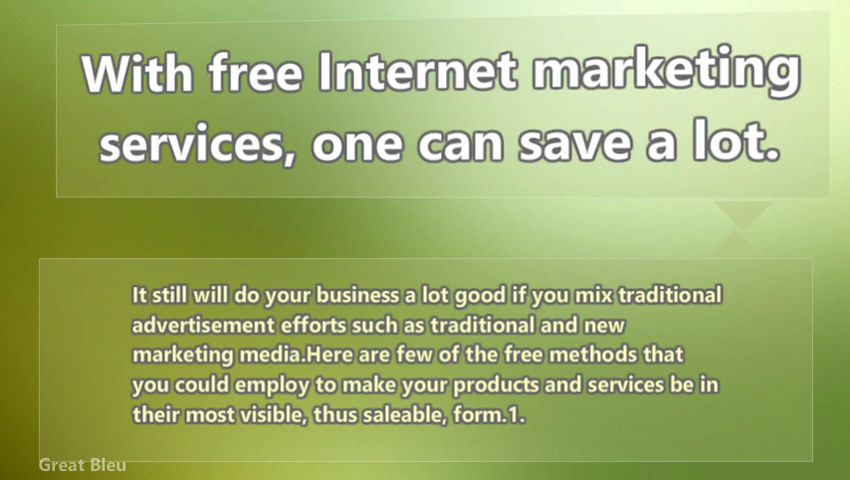 With free Internet marketing
services, one can save a lot.
It still will do your business a lot good if you mix traditional
advertisement efforts such as traditional and new
marketing media.Here are few of the free methods that
you could employ to make your products and services be in
their most visible, thus saleable, form.1.
Great Bleu